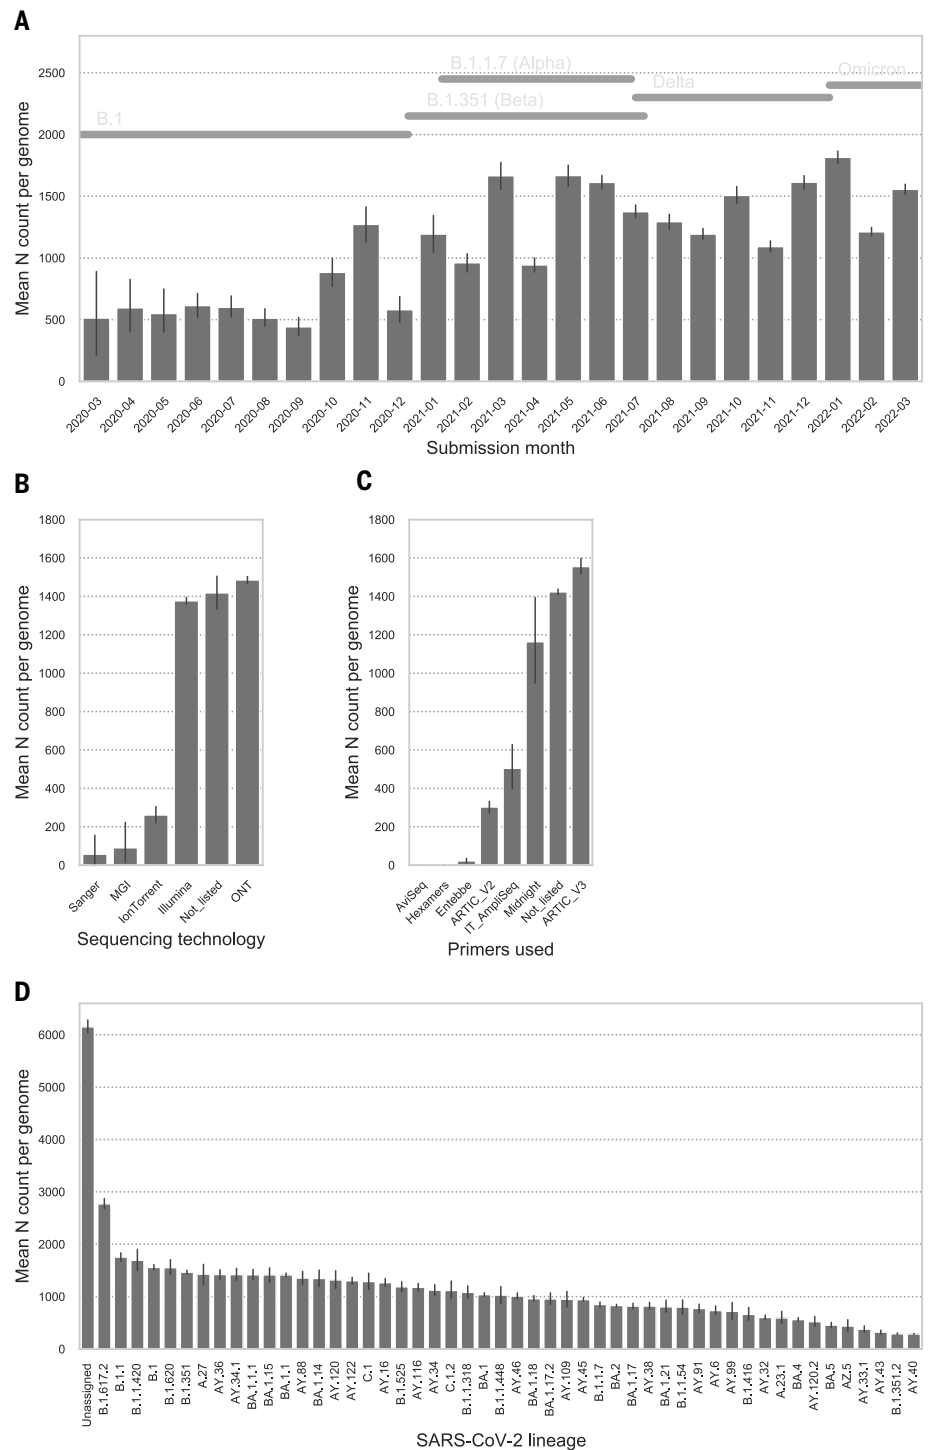 A
Mean N count per genome
2500
2000
1500
1000
500
0
B.1.1.7 (Alpha)
Omicron
Delta
B.1.351 (Beta)
B.1
2020-03
2020-04
2020-05
2020-06
2020-07
2020-08
2020-09
2020-10
2020-11
2020-12
2021-01
2021-02
2021-03
2021-04
2021-05
2021-06
2021-07
2021-08
2021-09
2021-10
2021-11
2021-12
2022-01
2022-02
2022-03
Submission month
B
Mean N count per genome
1800
1600
1400
1200
1000
800
600
400
200
0
Sanger
MGI
IonTorrent
Illumina
Not_listed
ONT
Sequencing technology
C
Mean N count per genome
1800
1600
1400
1200
1000
800
600
400
200
0
AviSeq
Hexamers
Entebbe
ARTIC_V2
IT_AmpliSeq
Midnight
Not_listed
ARTIC_V3
Primers used
D
Mean N count per genome
6000
5000
4000
3000
2000
1000
0
Unassigned
B.1.617.2
B.1.1
B.1.1.420
B.1
B.1.620
B.1.351
A.27
AY.36
AY.34.1
BA.1.1.1
BA.1.15
BA.1.1
AY.88
BA.1.14
AY.120
AY.122
C.1
AY.16
B.1.525
AY.116
AY.34
C.1.2
B.1.1.318
BA.1
B.1.1.448
AY.46
BA.1.18
BA.1.17.2
AY.109
AY.45
B.1.1.7
BA.2
BA.1.17
AY.38
BA.1.21
B.1.1.54
AY.91
AY.6
AY.99
B.1.416
AY.32
A.23.1
BA.4
AY.120.2
BA.5
AZ.5
AY.33.1
AY.43
B.1.351.2
AY.40
SARS-CoV-2 lineage